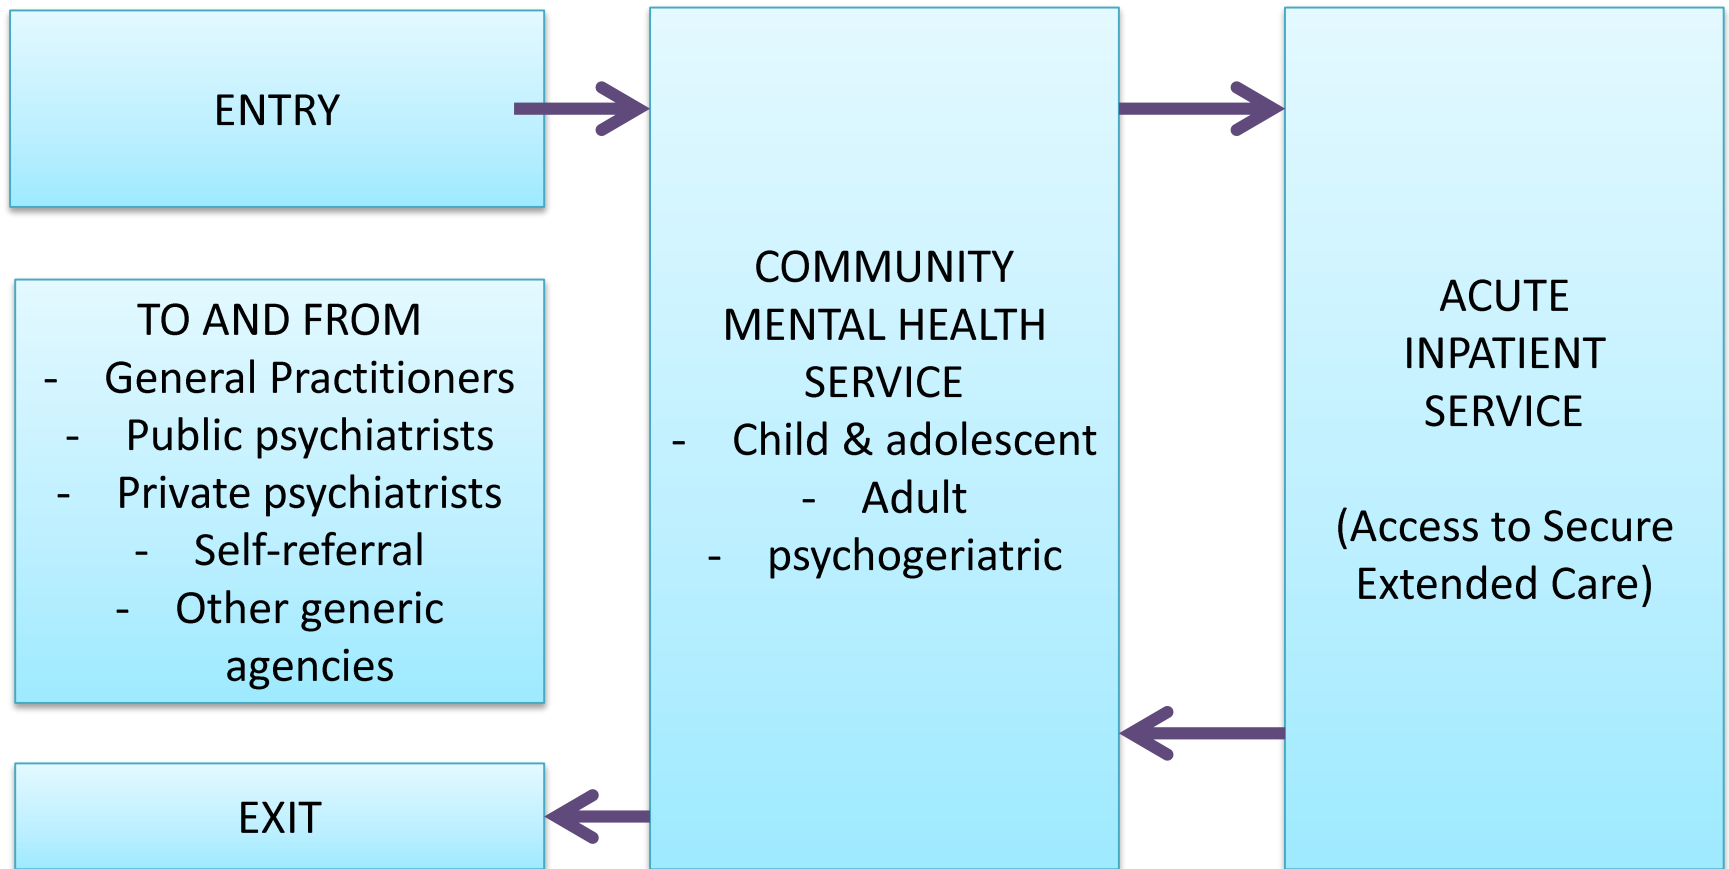 ENTRY
TO AND FROM
- General Practitioners
- Public psychiatrists
- Private psychiatrists
- Self-referral
- Other generic
agencies
EXIT
COMMUNITY
MENTAL HEALTH
SERVICE
- Child & adolescent
- Adult
- psychogeriatric
ACUTE
INPATIENT
SERVICE
(Access to Secure
Extended Care)